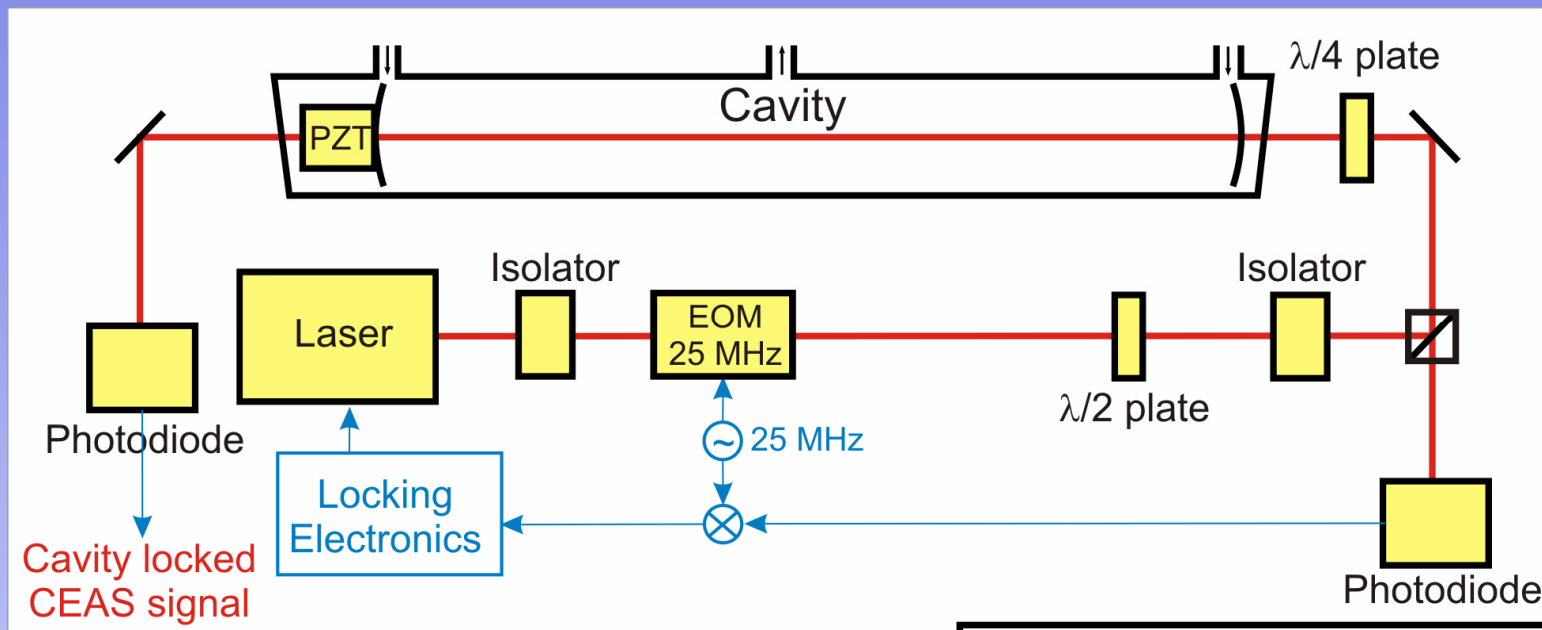 λ/4 plate
Cavity
PZT
Isolator
Isolator
Laser
EOM
25 MHz
λ/2 plate
Photodiode
25 MHz
Locking
Electronics
Cavity locked
CEAS signal
Photodiode